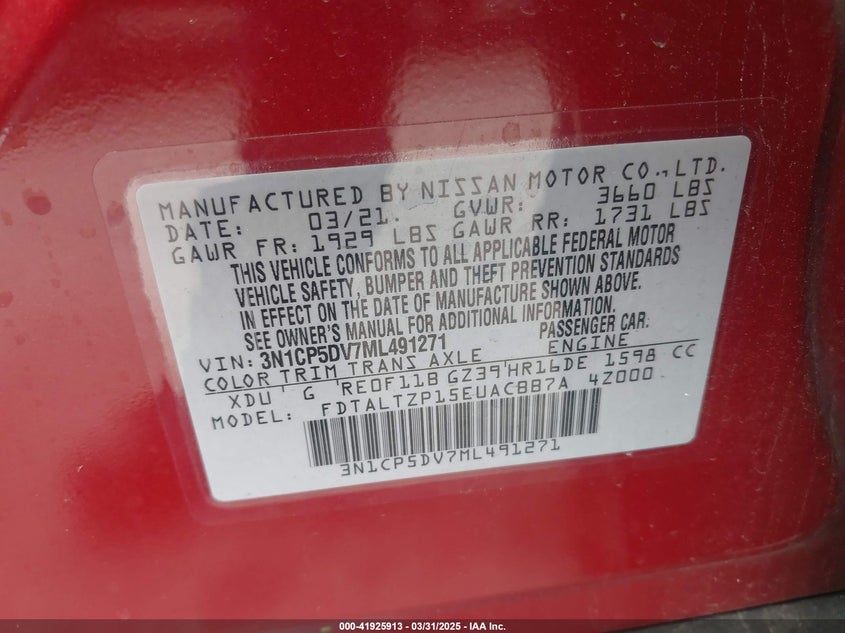 MANUFACTURED BY NISSAN MOTOR CO., LTD.
DATE: 03/21 GVWR: 3660 LBS
GAWR FR: 1929 LBS GAWR RR: 1731 LBS
THIS VEHICLE CONFORMS TO ALL APPLICABLE FEDERAL MOTOR
VEHICLE SAFETY, BUMPER AND THEFT PREVENTION STANDARDS
IN EFFECT ON THE DATE OF MANUFACTURE SHOWN ABOVE.
SEE OWNER'S MANUAL FOR ADDITIONAL INFORMATION.
VIN: 3N1CP5DV7ML491271 PASSENGER CAR
COLOR TRIM TRANS AXLE ENGINE
XDU G RE0F11B GZ39 HR16DE 1598 CC
MODEL: FDTALTZP15EUACBB7A 4Z000
3N1CP5DV7ML491271
000-41925913 - 03/31/2025 - IAA Inc.